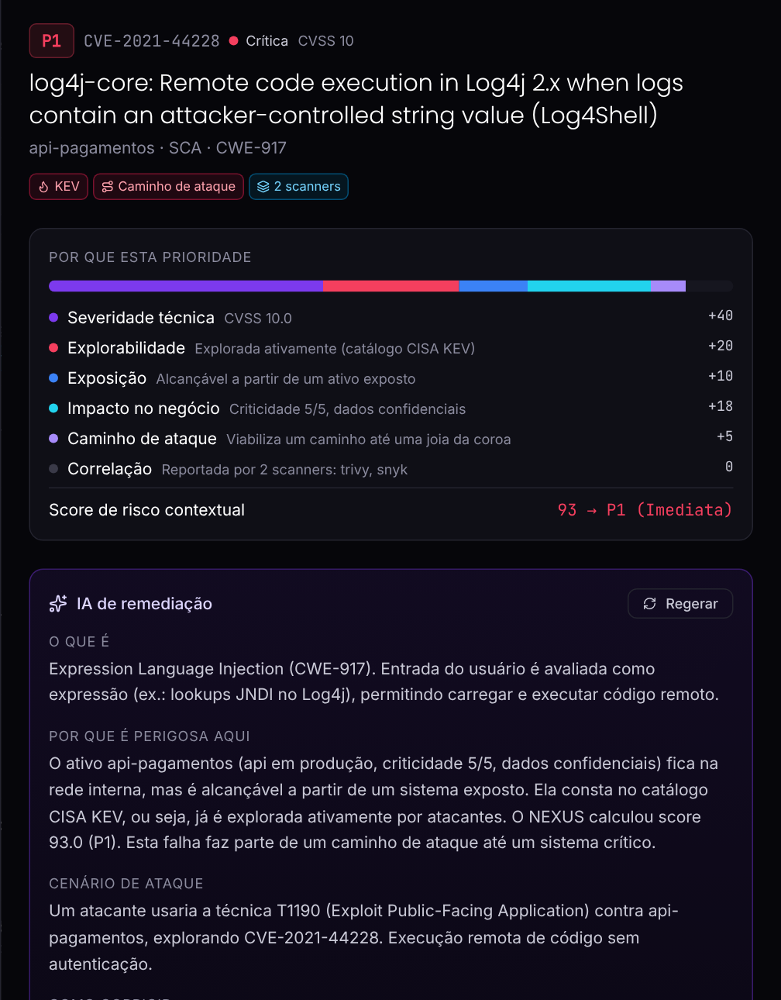 P1 CVE-2021-44228 Crítica CVSS 10
log4j-core: Remote code execution in Log4j 2.x when logs
contain an attacker-controlled string value (Log4Shell)
api-pagamentos · SCA · CWE-917
KEV Caminho de ataque 2 scanners
POR QUE ESTA PRIORIDADE
Severidade técnica CVSS 10.0 +40
Explorabilidade Explorada ativamente (catálogo CISA KEV) +20
Exposição Alcançável a partir de um ativo exposto +10
Impacto no negócio Criticidade 5/5, dados confidenciais +18
Caminho de ataque Viabiliza um caminho até uma joia da coroa +5
Correlação Reportada por 2 scanners: trivy, snyk 0
Score de risco contextual 93 → P1 (Imediata)
IA de remediação Regerar
O QUE É
Expression Language Injection (CWE-917). Entrada do usuário é avaliada como
expressão (ex.: lookups JNDI no Log4j), permitindo carregar e executar código remoto.
POR QUE É PERIGOSA AQUI
O ativo api-pagamentos (api em produção, criticidade 5/5, dados confidenciais) fica na
rede interna, mas é alcançável a partir de um sistema exposto. Ela consta no catálogo
CISA KEV, ou seja, já é explorada ativamente por atacantes. O NEXUS calculou score
93.0 (P1). Esta falha faz parte de um caminho de ataque até um sistema crítico.
CENÁRIO DE ATAQUE
Um atacante usaria a técnica T1190 (Exploit Public-Facing Application) contra api-
pagamentos, explorando CVE-2021-44228. Execução remota de código sem
autenticação.